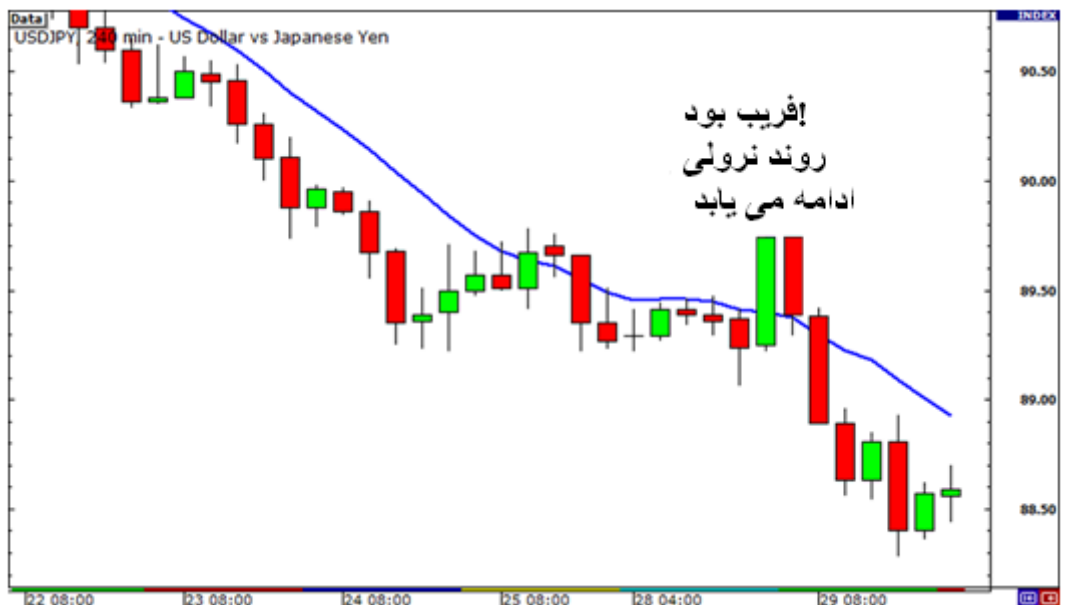 Data
INDEX
USDJPY, 240 min - US Dollar vs Japanese Yen
90.50
فریب بود!
روند نرولی
ادامه می یابد
90.00
89.50
89.00
88.50
22 08:00 23 08:00 24 08:00 25 08:00 28 04:00 29 08:00